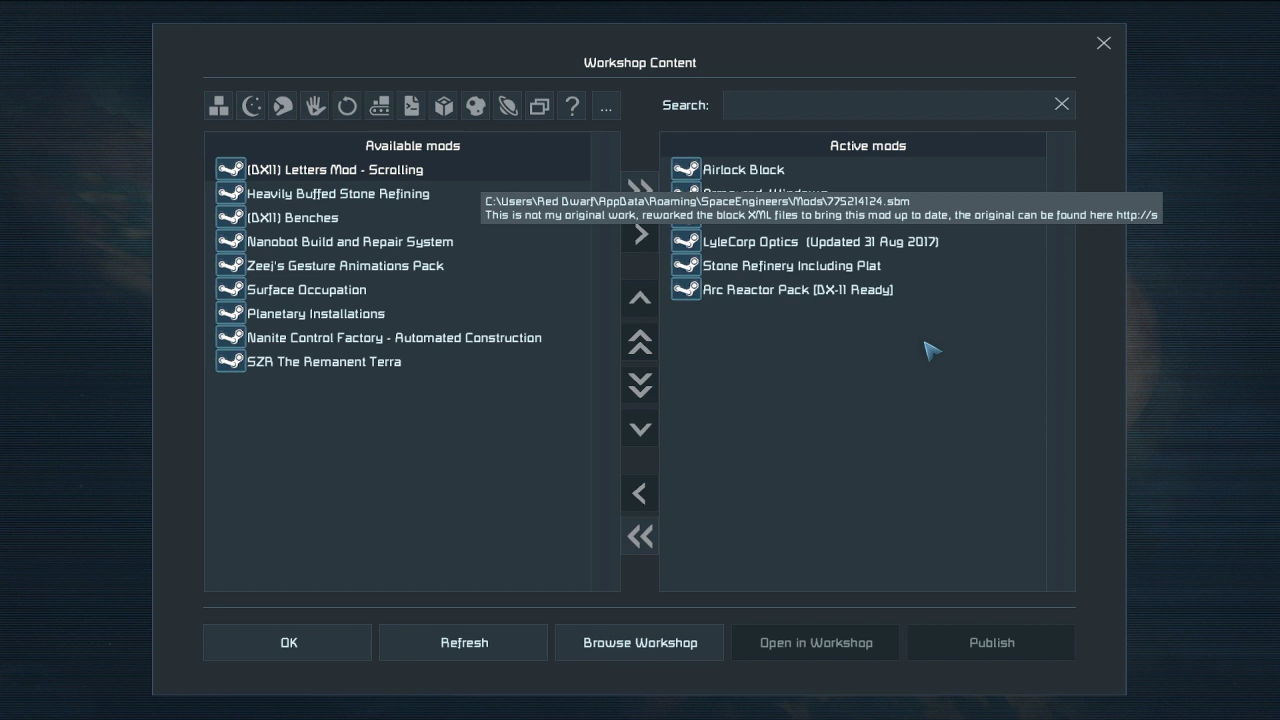 Workshop Content
? ... Search:
Available mods
(DX11) Letters Mod - Scrolling
Heavily Buffed Stone Refining
(DX11) Benches
Nanobot Build and Repair System
Zeej's Gesture Animations Pack
Surface Occupation
Planetary Installations
Nanite Control Factory - Automated Construction
SZR The Remanent Terra
Active mods
Airlock Block
C:\Users\Red Dwarf\AppData\Roaming\SpaceEngineers\Mods\775214124.sbm
This is not my original work, reworked the block XML files to bring this mod up to date, the original can be found here http://s
LyleCorp Optics (Updated 31 Aug 2017)
Stone Refinery Including Plat
Arc Reactor Pack [DX-11 Ready]
OK
Refresh
Browse Workshop
Open in Workshop
Publish